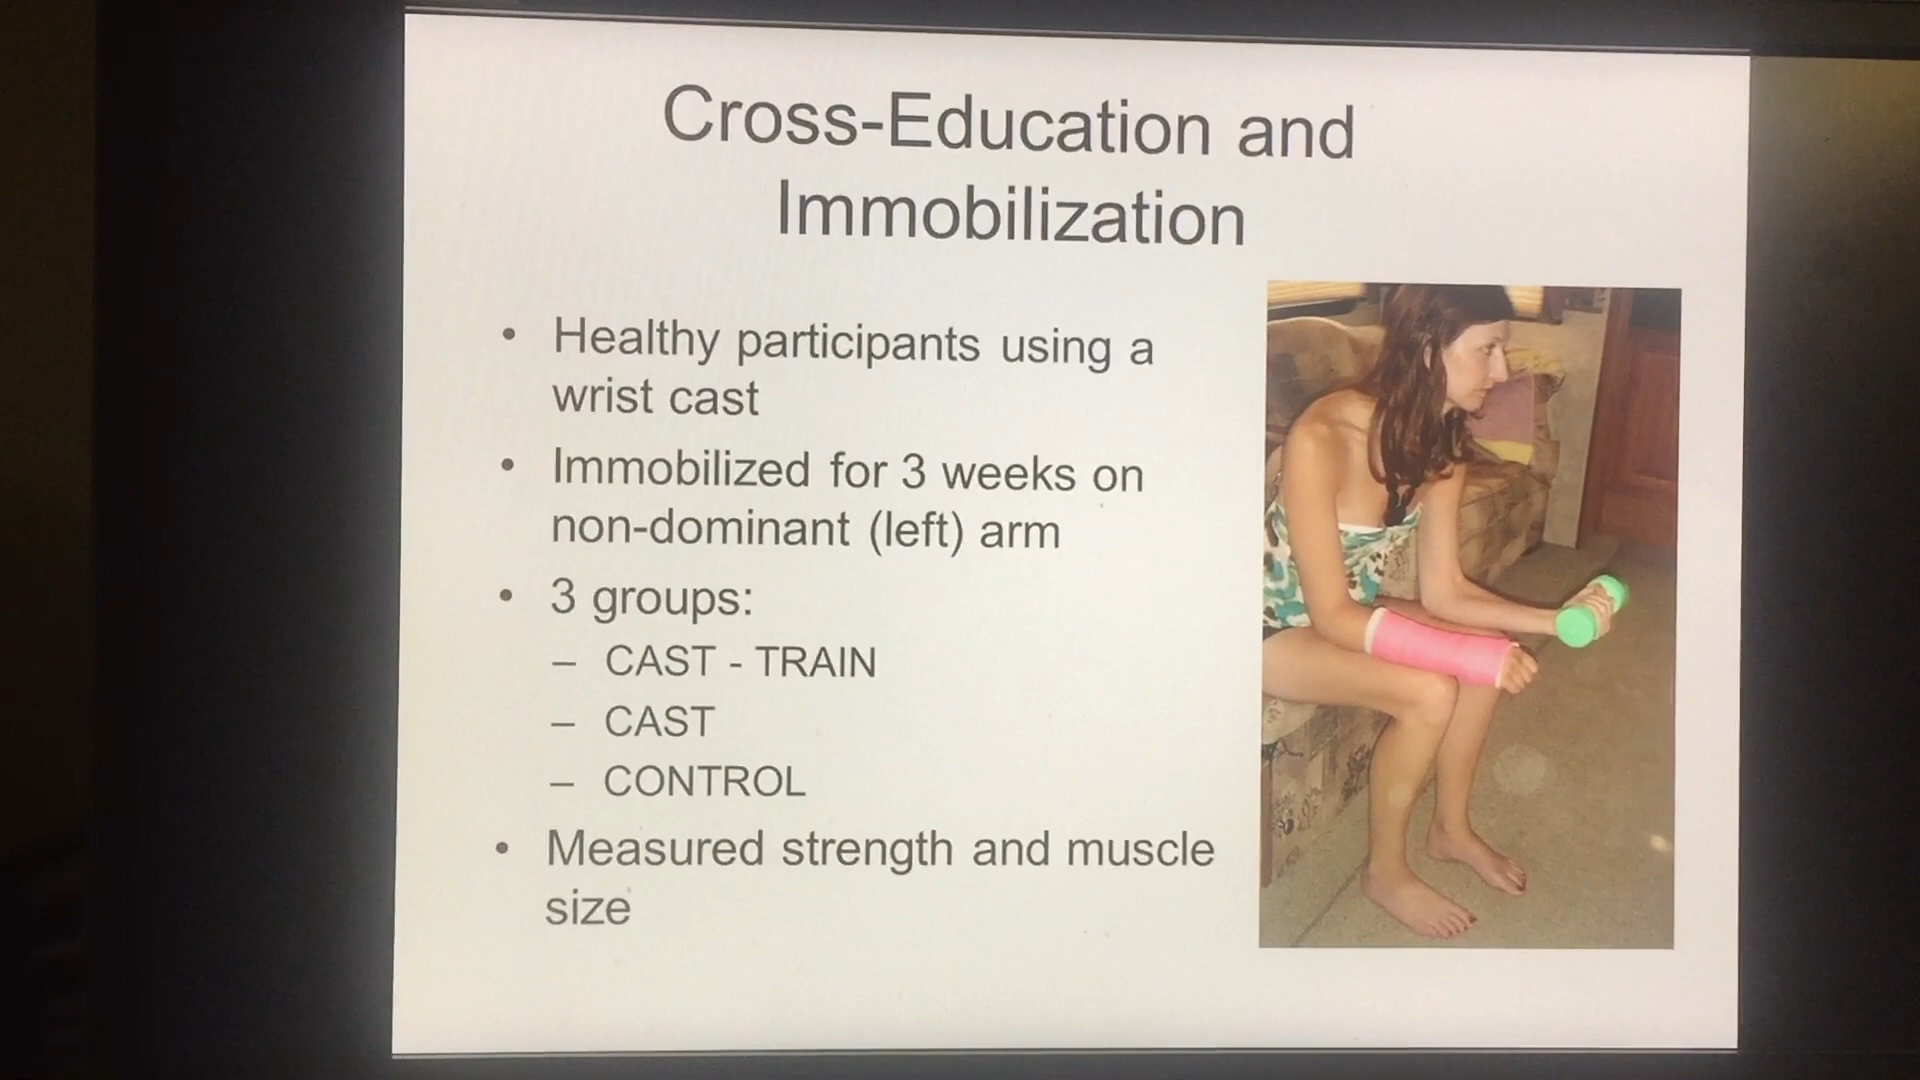 Cross-Education and
Immobilization
• Healthy participants using a
wrist cast
• Immobilized for 3 weeks on
non-dominant (left) arm
• 3 groups:
– CAST - TRAIN
– CAST
– CONTROL
• Measured strength and muscle
size